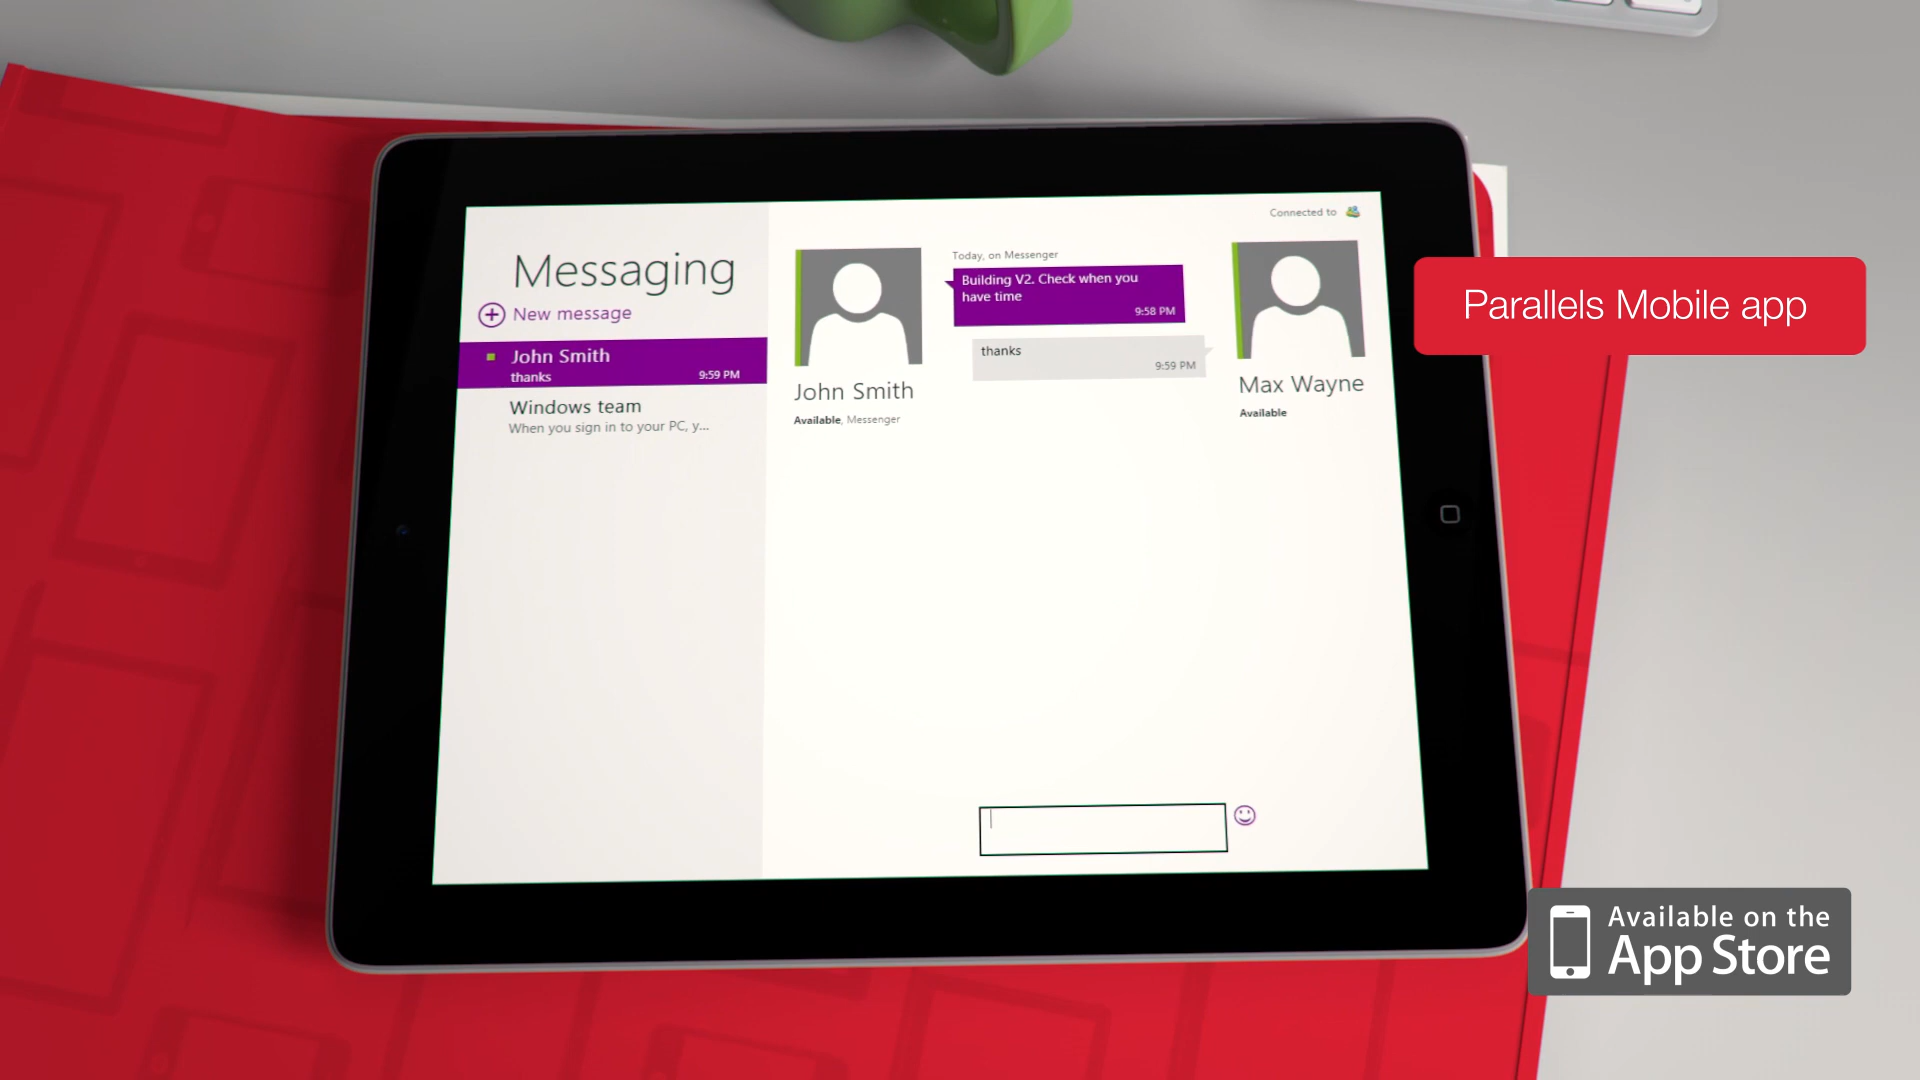 Messaging
New message
John Smith
thanks
9:59 PM
Windows team
When you sign in to your PC, y...
Connected to
Today, on Messenger
Building V2. Check when you
have time
9:58 PM
thanks
9:59 PM
John Smith
Available, Messenger
Max Wayne
Available
Parallels Mobile app
Available on the
App Store